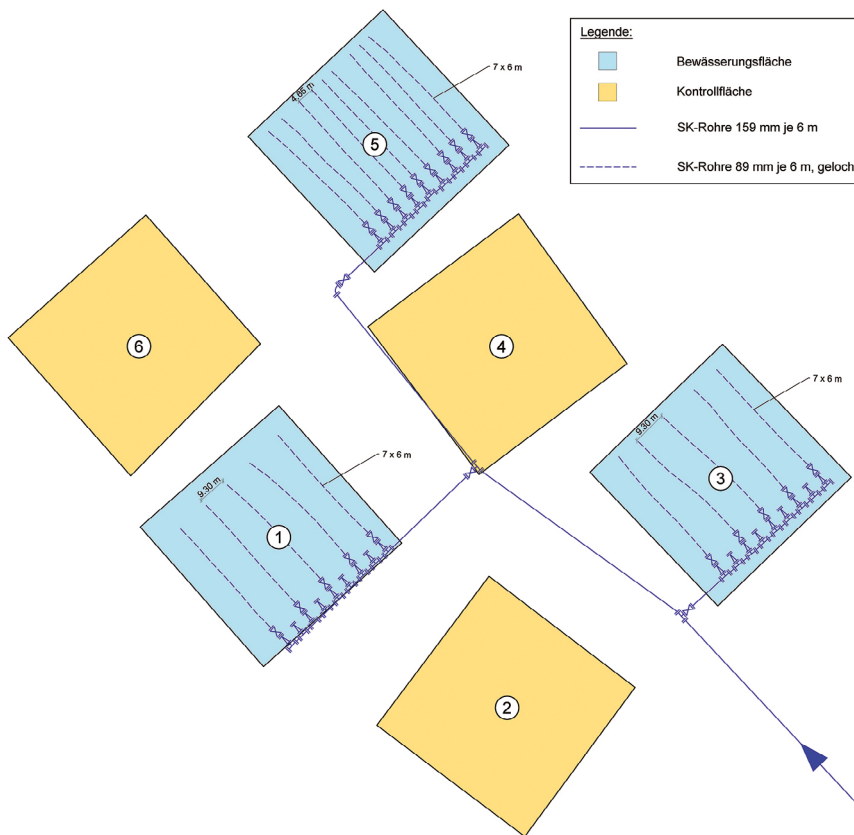 Legende:
Bewässerungsfläche
Kontrollfläche
SK-Rohre 159 mm je 6 m
SK-Rohre 89 mm je 6 m, geloch
7 x 6 m
4.65 m
5
6
4
7 x 6 m
9.30 m
3
7 x 6 m
9.30 m
1
2